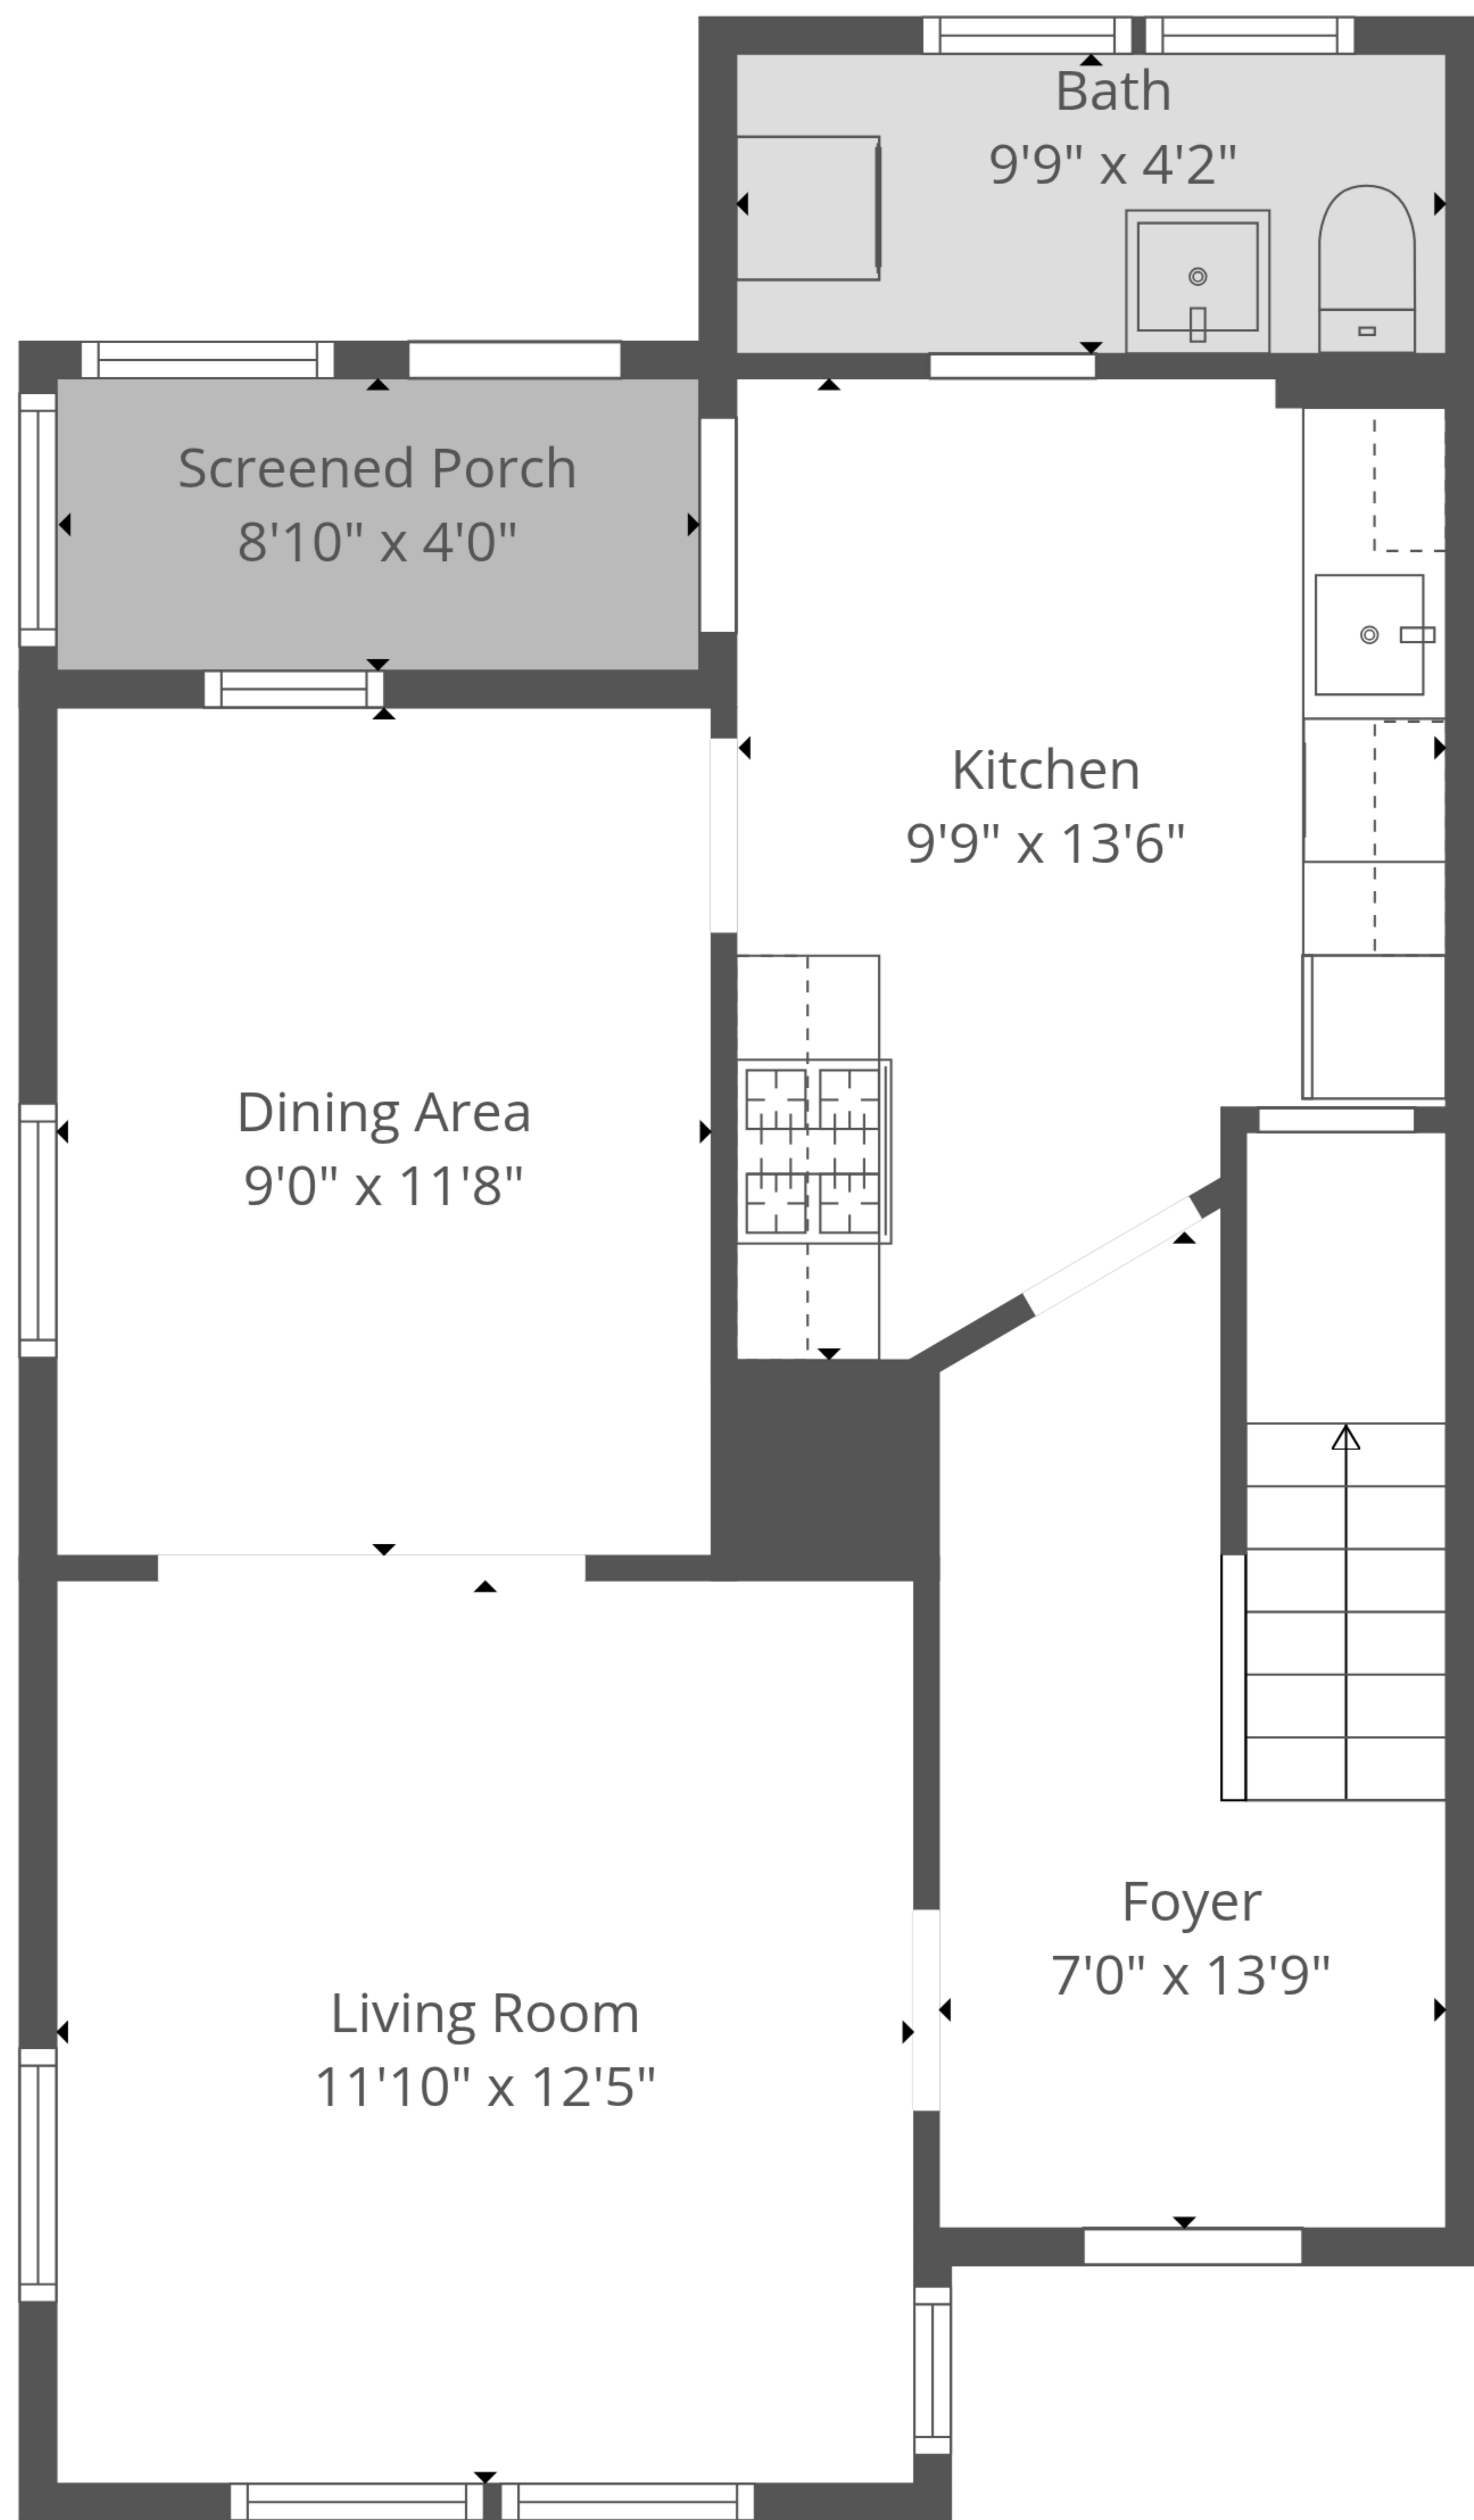 Bath
9'9" x 4'2"
Screened Porch
8'10" x 4'0"
Kitchen
9'9" x 13'6"
Dining Area
9'0" x 11'8"
Foyer
7'0" x 13'9"
Living Room
11'10" x 12'5"